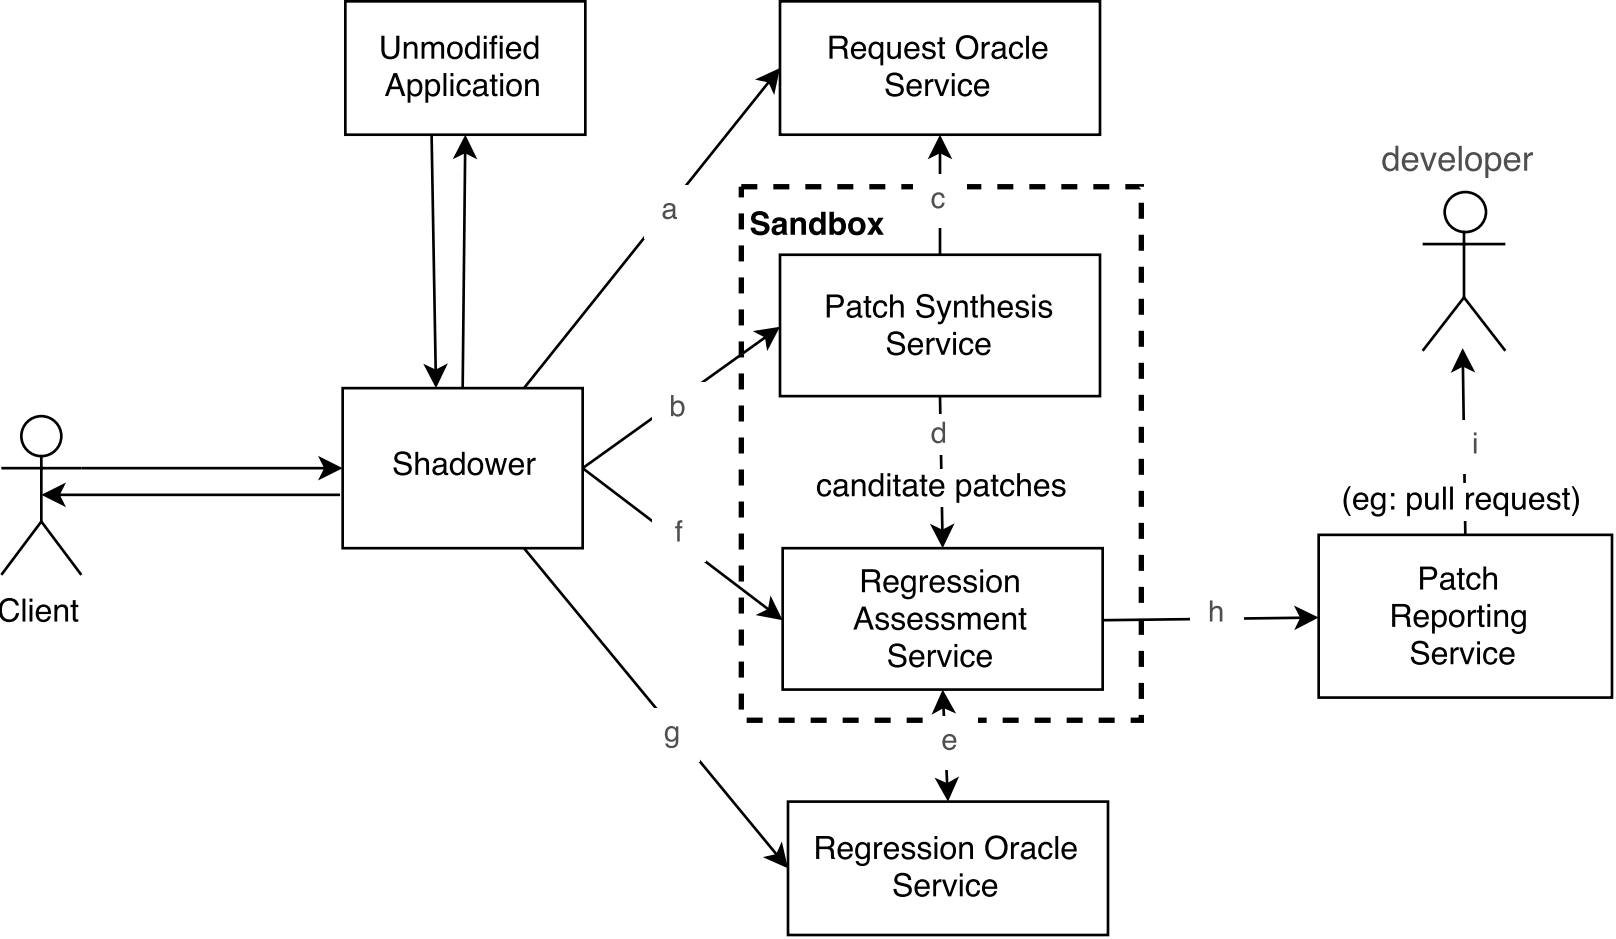 Unmodified
Application
Request Oracle
Service
developer
a
c
Sandbox
Patch Synthesis
Service
b
d
canditate patches
Shadower
Client
f
i
(eg: pull request)
Regression
Assessment
Service
h
Patch
Reporting
Service
g
e
Regression Oracle
Service